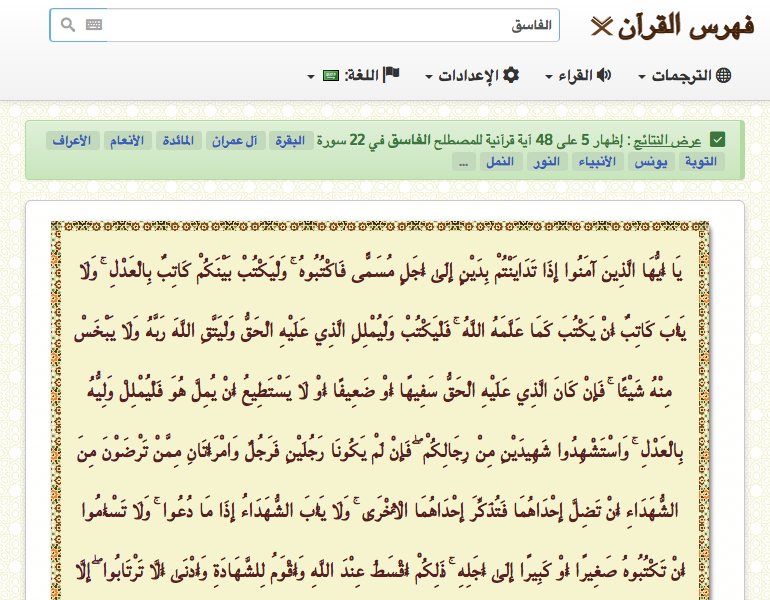 فهرس القرآن
الفاسق
الترجمات القراء الإعدادات اللغة:
عرض النتائج : إظهار 5 على 48 آية قرآنية للمصطلح الفاسق في 22 سورة البقرة آل عمران المائدة الأنعام الأعراف
التوبة يونس الأنبياء النور النمل ...
يَا أَيُّهَا الَّذِينَ آمَنُوا إِذَا تَدَايَنْتُمْ بِدَيْنٍ إِلَىٰ أَجَلٍ مُسَمًّى فَاكْتُبُوهُ ۚ وَلْيَكْتُبْ بَيْنَكُمْ كَاتِبٌ بِالْعَدْلِ ۚ وَلَا
يَأْبَ كَاتِبٌ أَنْ يَكْتُبَ كَمَا عَلَّمَهُ اللَّهُ ۚ فَلْيَكْتُبْ وَلْيُمْلِلِ الَّذِي عَلَيْهِ الْحَقُّ وَلْيَتَّقِ اللَّهَ رَبَّهُ وَلَا يَبْخَسْ
مِنْهُ شَيْئًا ۚ فَإِنْ كَانَ الَّذِي عَلَيْهِ الْحَقُّ سَفِيهًا أَوْ ضَعِيفًا أَوْ لَا يَسْتَطِيعُ أَنْ يُمِلَّ هُوَ فَلْيُمْلِلْ وَلِيُّهُ
بِالْعَدْلِ ۚ وَاسْتَشْهِدُوا شَهِيدَيْنِ مِنْ رِجَالِكُمْ ۖ فَإِنْ لَمْ يَكُونَا رَجُلَيْنِ فَرَجُلٌ وَامْرَأَتَانِ مِمَّنْ تَرْضَوْنَ مِنَ
الشُّهَدَاءِ أَنْ تَضِلَّ إِحْدَاهُمَا فَتُذَكِّرَ إِحْدَاهُمَا الْأُخْرَىٰ ۚ وَلَا يَأْبَ الشُّهَدَاءُ إِذَا مَا دُعُوا ۚ وَلَا تَسْأَمُوا
أَنْ تَكْتُبُوهُ صَغِيرًا أَوْ كَبِيرًا إِلَىٰ أَجَلِهِ ۚ ذَٰلِكُمْ أَقْسَطُ عِنْدَ اللَّهِ وَأَقْوَمُ لِلشَّهَادَةِ وَأَدْنَىٰ أَلَّا تَرْتَابُوا ۖ إِلَّا